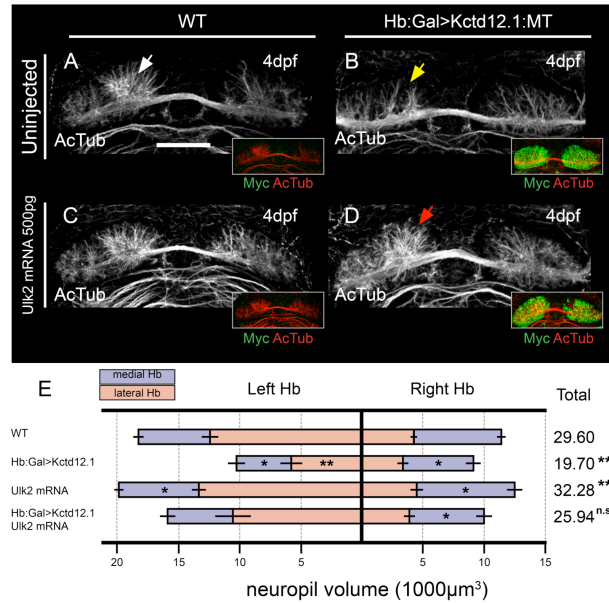 WT
Hb:Gal>Kctd12.1:MT
Uninjected
A
4dpf
AcTub
Myc AcTub
B
4dpf
Myc AcTub
Ulk2 mRNA 500pg
C
4dpf
AcTub
Myc AcTub
D
4dpf
AcTub
Myc AcTub
E
medial Hb
lateral Hb
Left Hb
Right Hb
Total
WT
29.60
Hb:Gal>Kctd12.1
* ** *
19.70 **
Ulk2 mRNA
* *
32.28 **
Hb:Gal>Kctd12.1
Ulk2 mRNA
*
25.94 n.s
20 15 10 5 5 10 15
neuropil volume (1000µm³)